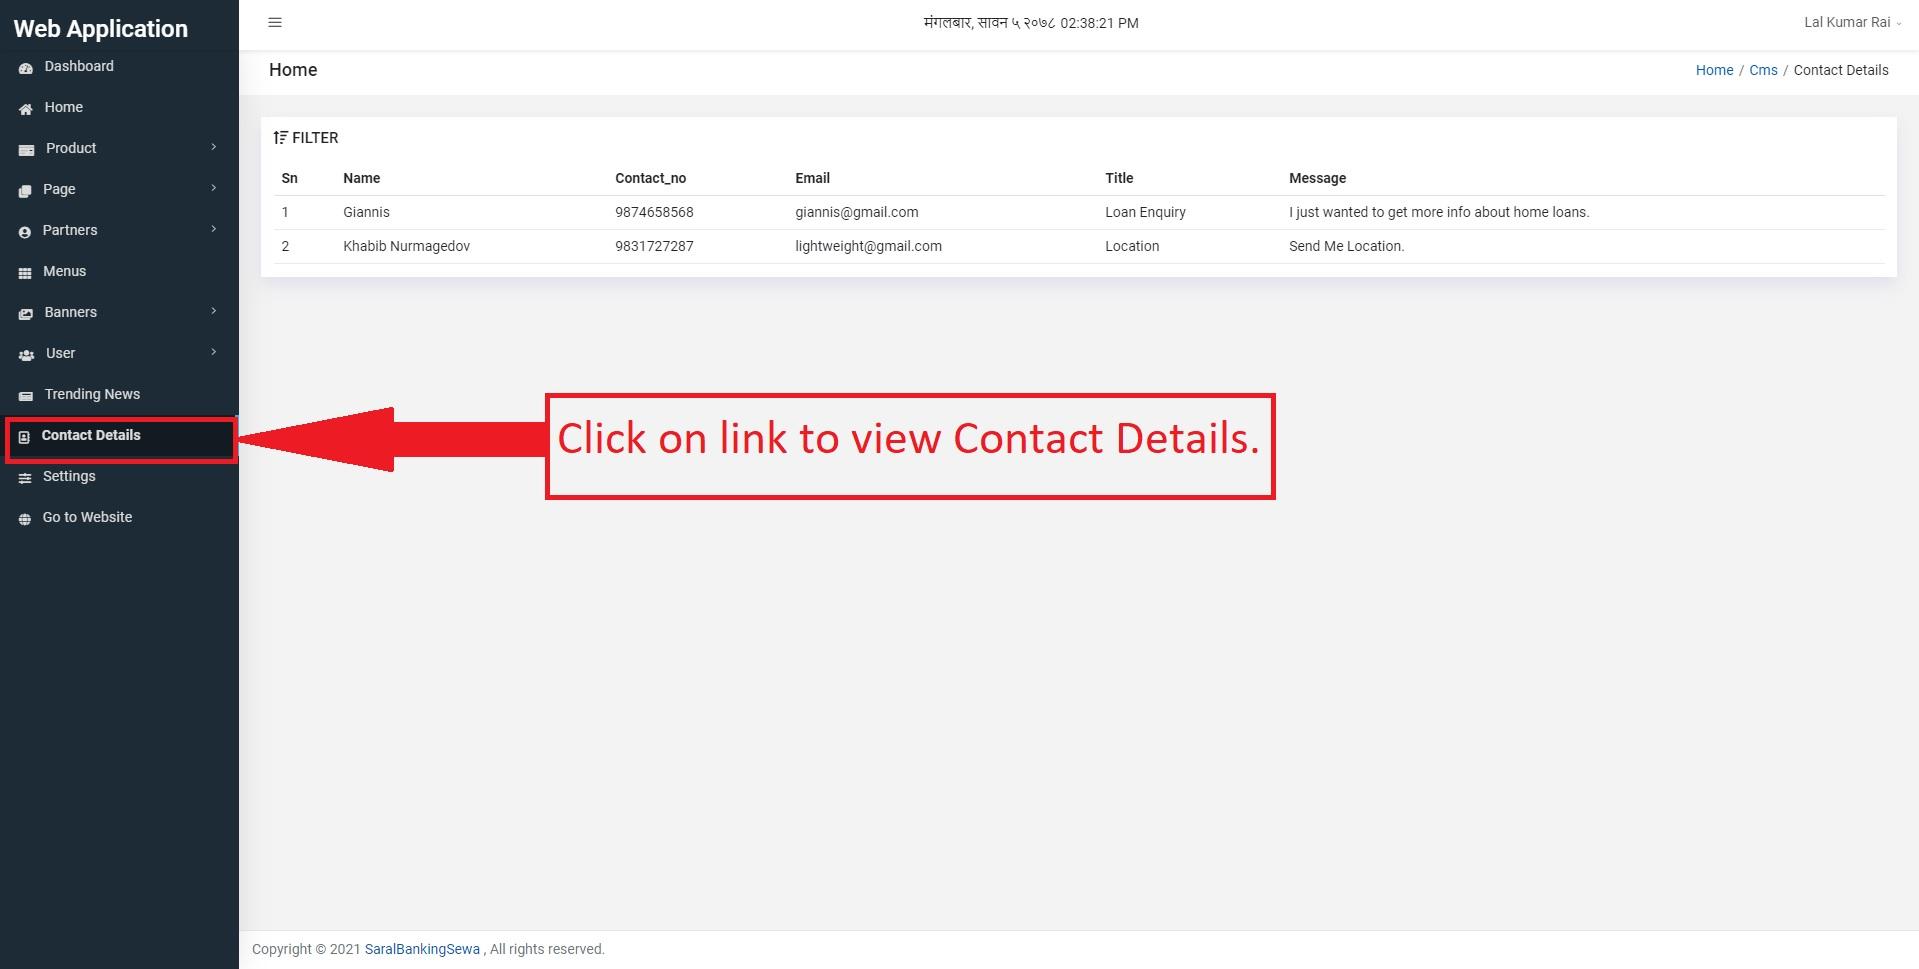 Web Application
Dashboard
Home
Product
Page
Partners
Menus
Banners
User
Trending News
Contact Details
Settings
Go to Website
मंगलबार, सावन ५ २०७८ 02:38:21 PM
Lal Kumar Rai
Home
Home / Cms / Contact Details
FILTER
Sn Name Contact_no Email Title Message
1 Giannis 9874658568 giannis@gmail.com Loan Enquiry I just wanted to get more info about home loans.
2 Khabib Nurmagedov 9831727287 lightweight@gmail.com Location Send Me Location.
Click on link to view Contact Details.
Copyright © 2021 SaralBankingSewa , All rights reserved.